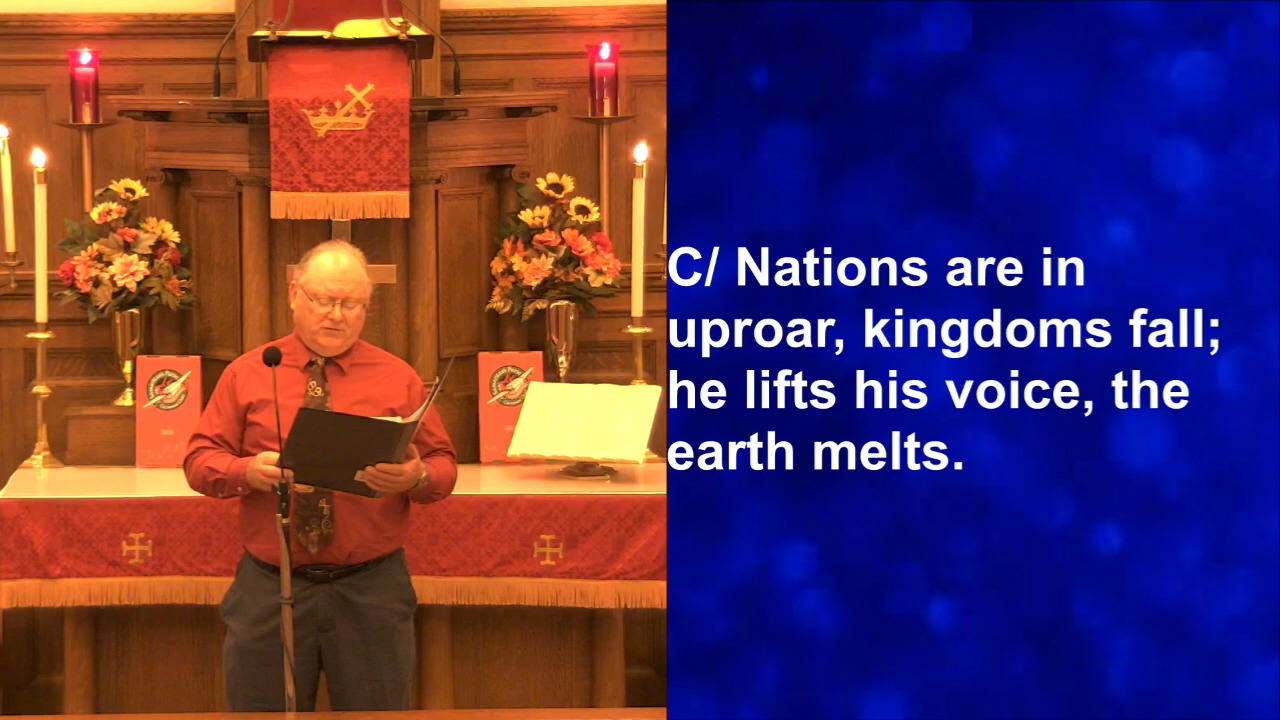 C/ Nations are in
uproar, kingdoms fall;
he lifts his voice, the
earth melts.